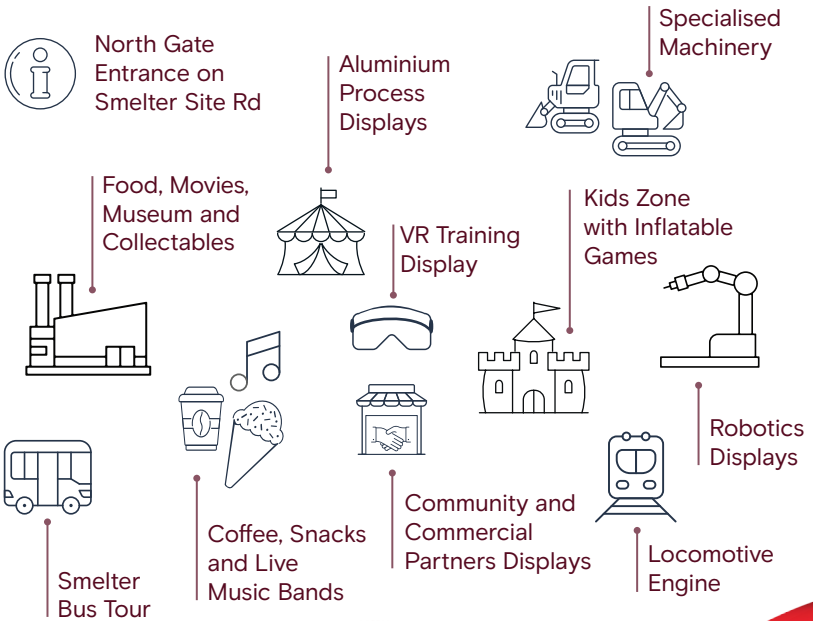 North Gate
Entrance on
Smelter Site Rd
Aluminium
Process
Displays
Specialised
Machinery
Food, Movies,
Museum and
Collectables
VR Training
Display
Kids Zone
with Inflatable
Games
Robotics
Displays
Smelter
Bus Tour
Coffee, Snacks
and Live
Music Bands
Community and
Commercial
Partners Displays
Locomotive
Engine